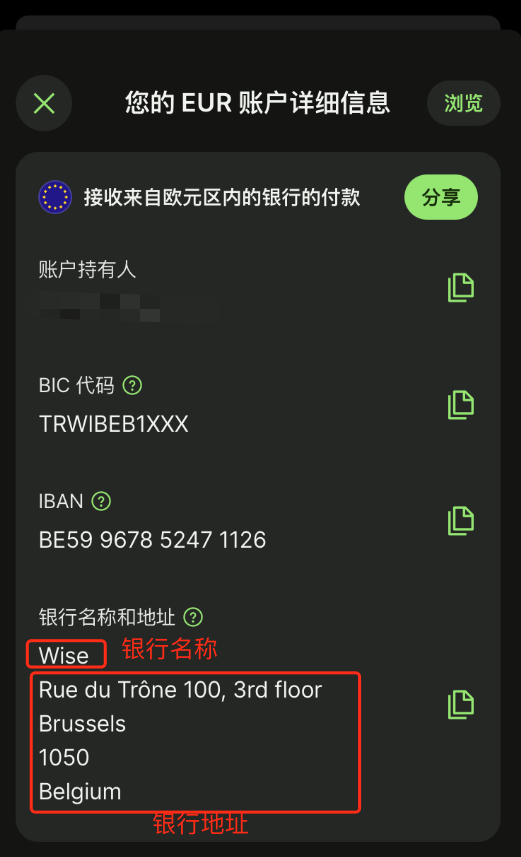 您的 EUR 账户详细信息
浏览
接收来自欧元区内的银行的付款
分享
账户持有人
BIC 代码
TRWIBEB1XXX
IBAN
BE59 9678 5247 1126
银行名称和地址
Wise
银行名称
Rue du Trône 100, 3rd floor
Brussels
1050
Belgium
银行地址